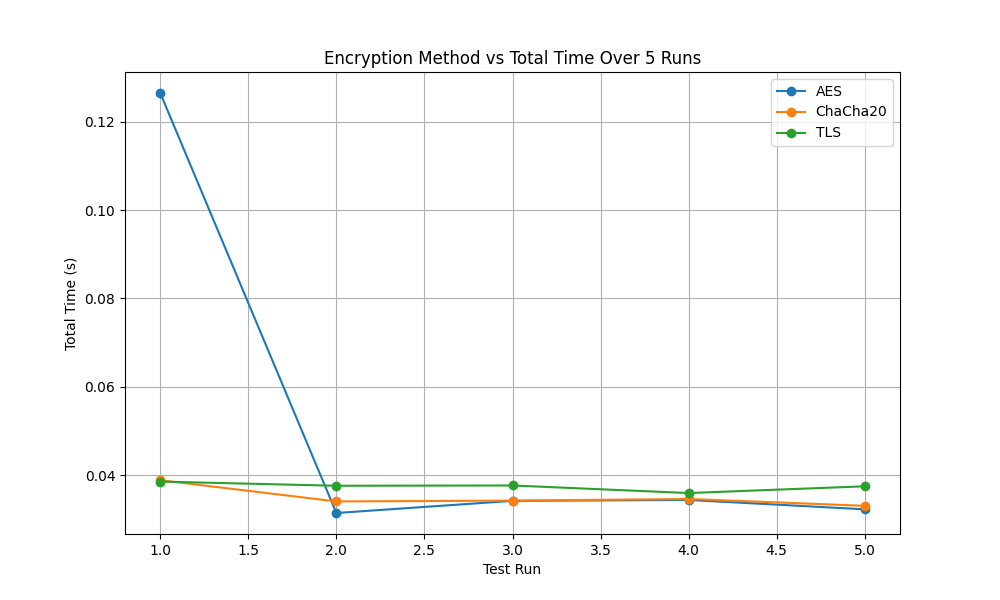 Encryption Method vs Total Time Over 5 Runs
AES
ChaCha20
TLS
Total Time (s)
0.12
0.10
0.08
0.06
0.04
1.0 1.5 2.0 2.5 3.0 3.5 4.0 4.5 5.0
Test Run